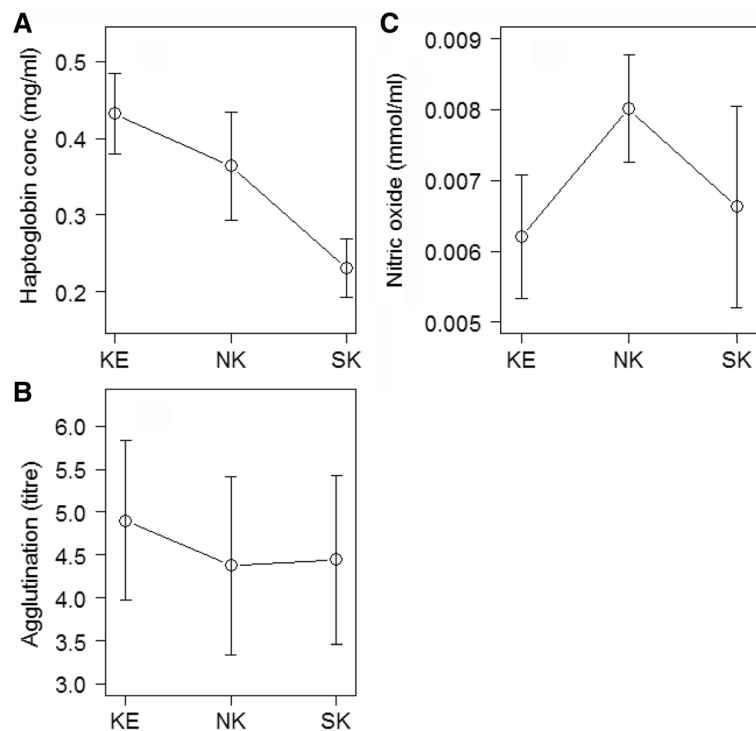 A
Haptoglobin conc (mg/ml)
0.5
0.4
0.3
0.2
KE NK SK
C
Nitric oxide (mmol/ml)
0.009
0.008
0.007
0.006
0.005
KE NK SK
B
Agglutination (titre)
6.0
5.5
5.0
4.5
4.0
3.5
3.0
KE NK SK